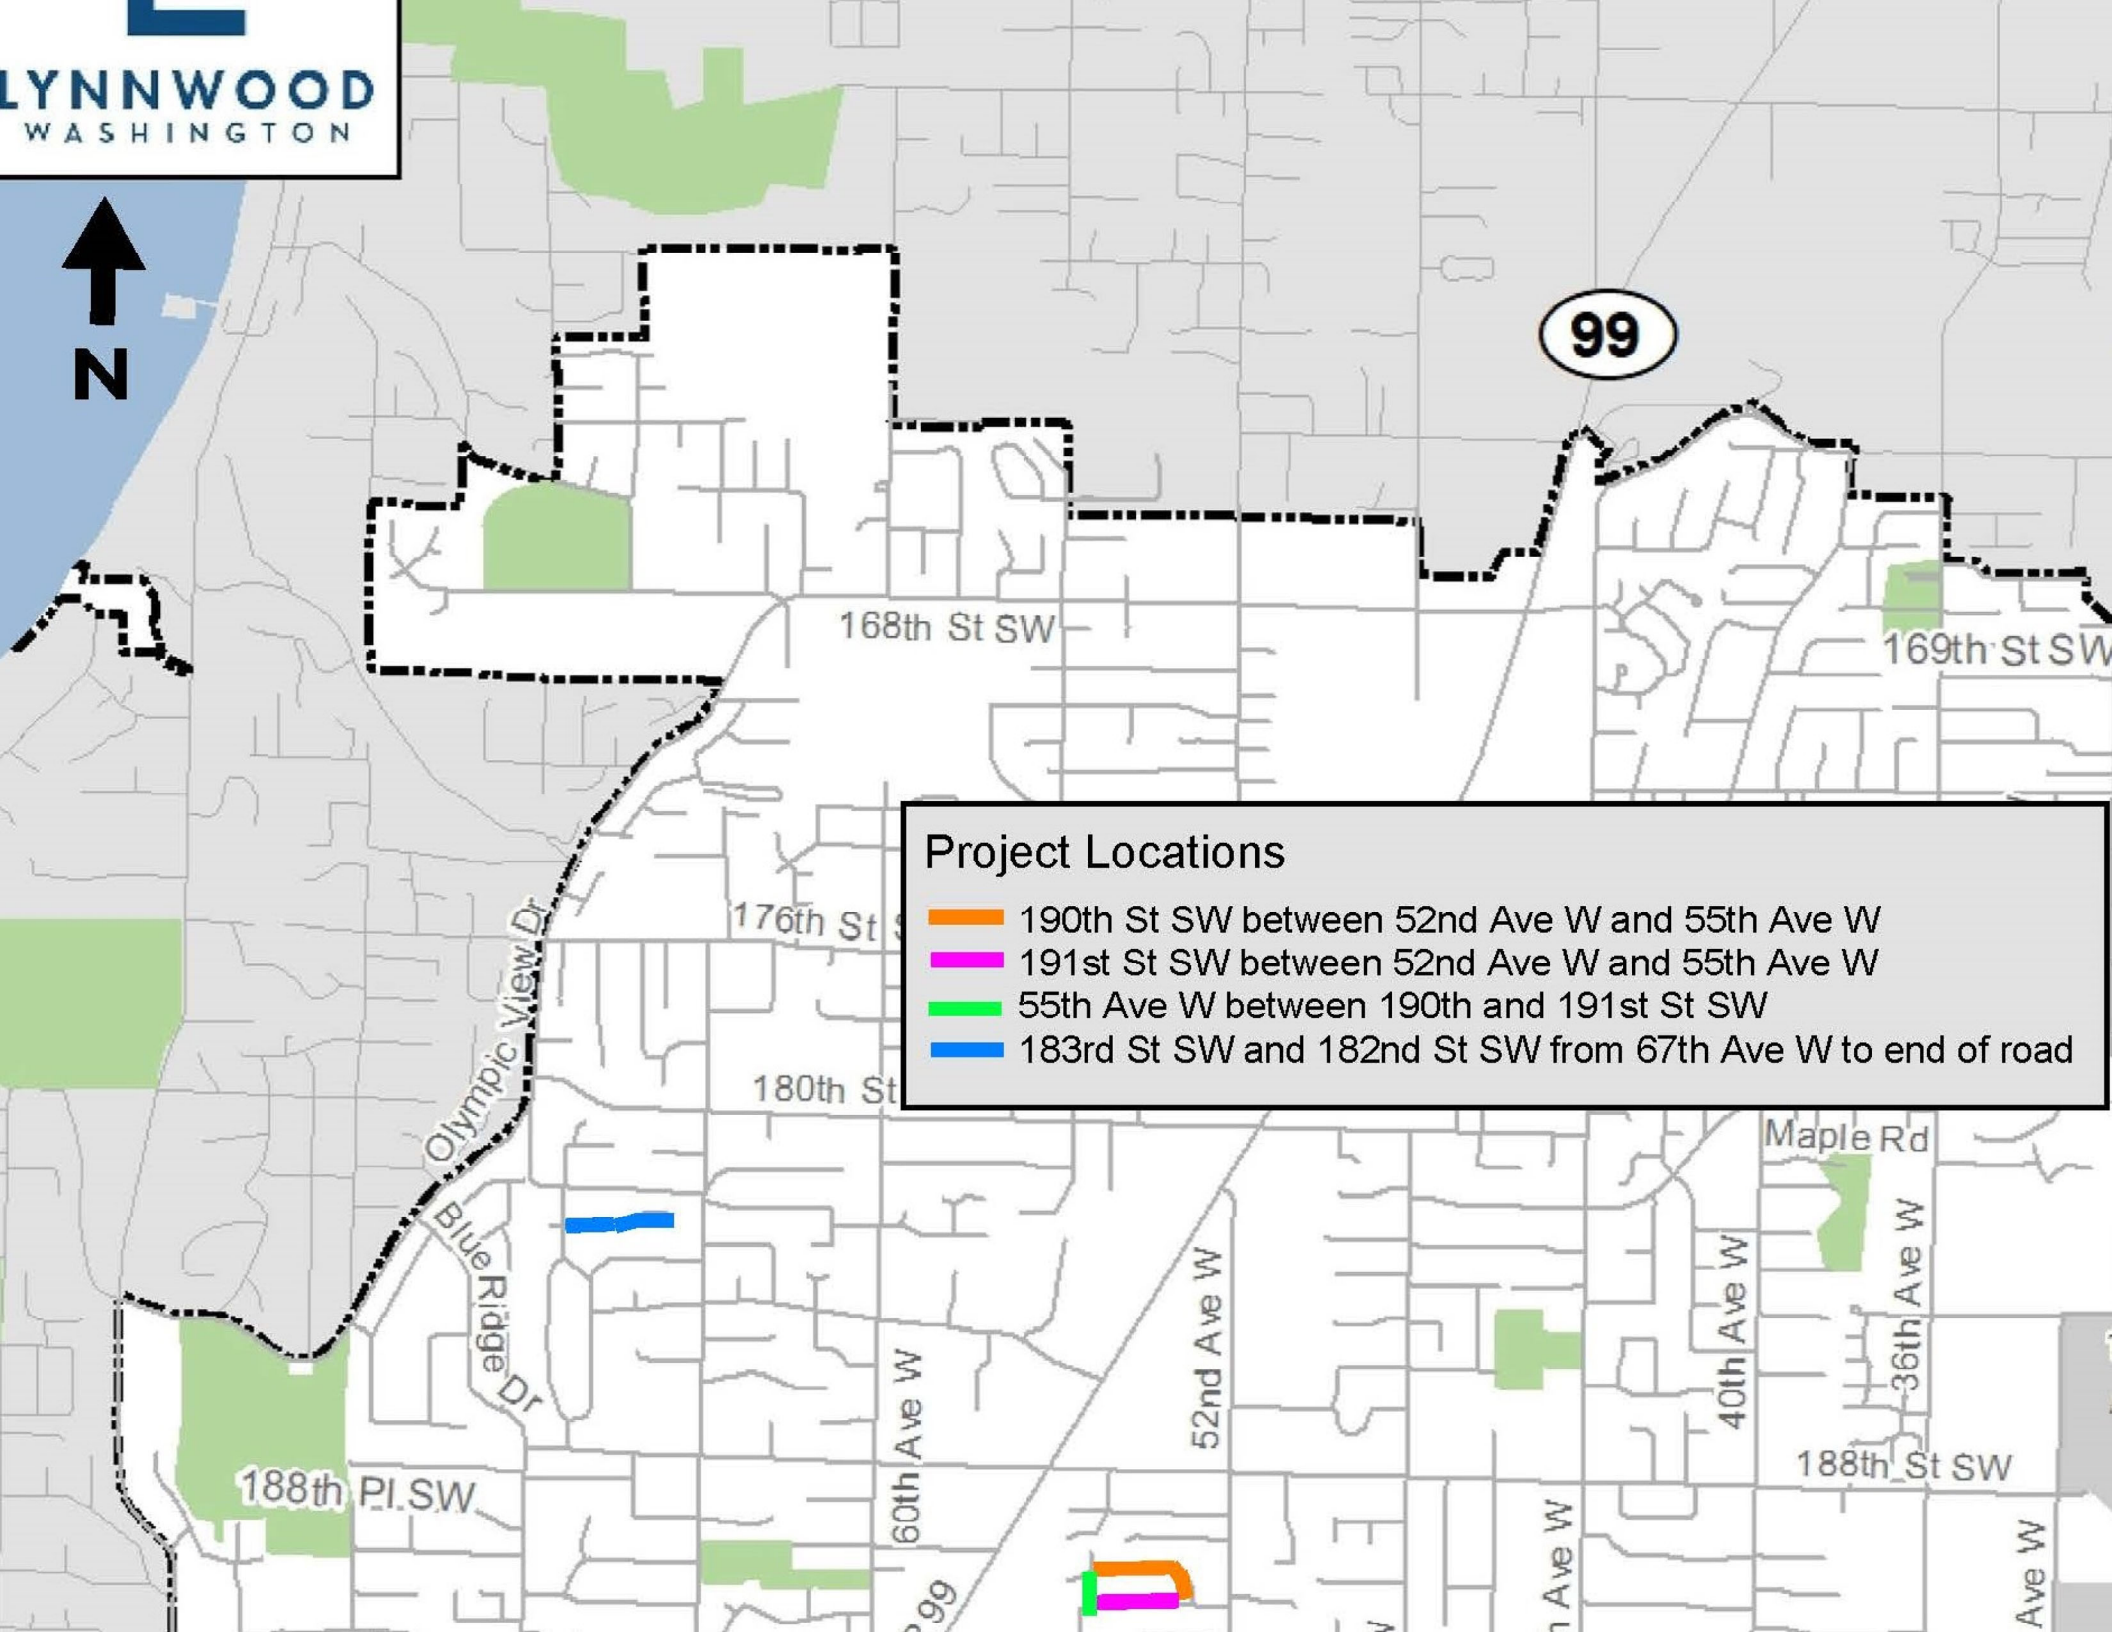 LYNNWOOD
WASHINGTON
N
99
168th St SW
169th St SW
Project Locations
190th St SW between 52nd Ave W and 55th Ave W
191st St SW between 52nd Ave W and 55th Ave W
55th Ave W between 190th and 191st St SW
183rd St SW and 182nd St SW from 67th Ave W to end of road
176th St
Olympic View Dr
180th St
Maple Rd
Blue Ridge Dr
52nd Ave W
40th Ave W
36th Ave W
60th Ave W
188th St SW
188th Pl SW
99
Ave W
Ave W